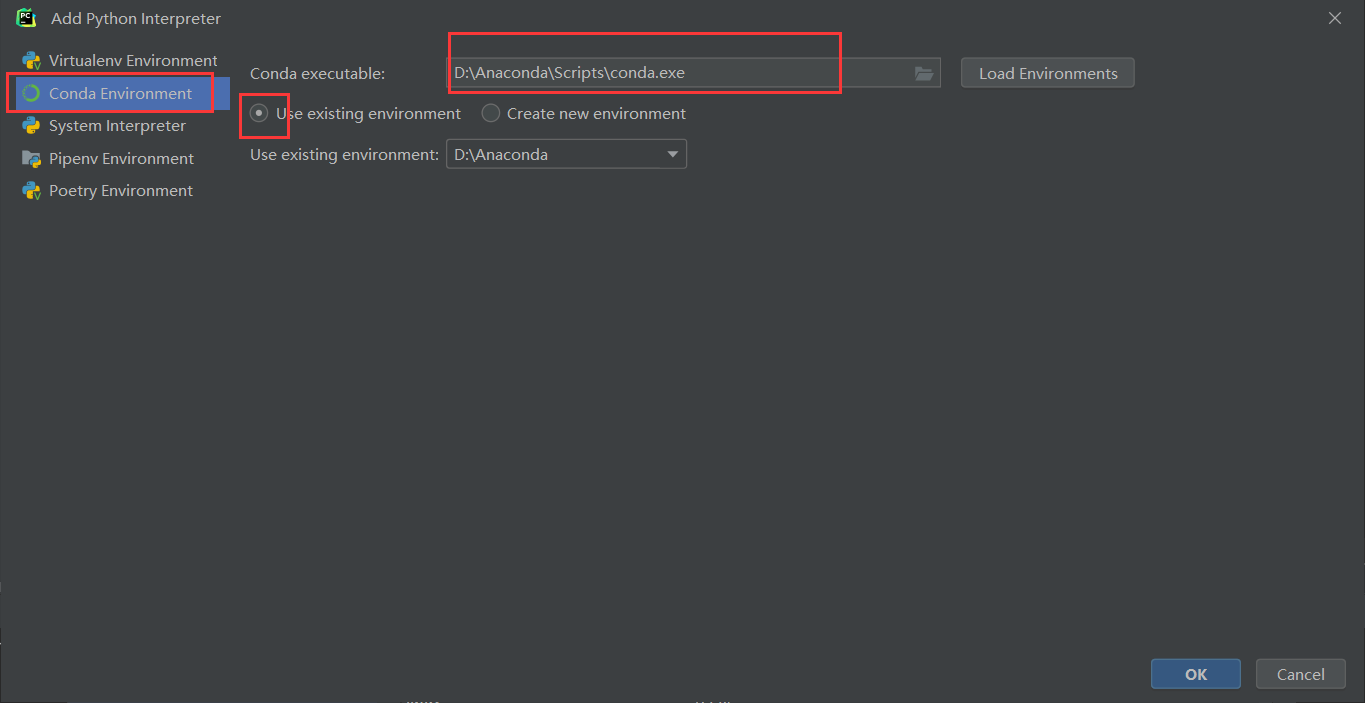 Add Python Interpreter
Virtualenv Environment
Conda Environment
System Interpreter
Pipenv Environment
Poetry Environment
Conda executable: D:\Anaconda\Scripts\conda.exe Load Environments
Use existing environment Create new environment
Use existing environment: D:\Anaconda
OK Cancel